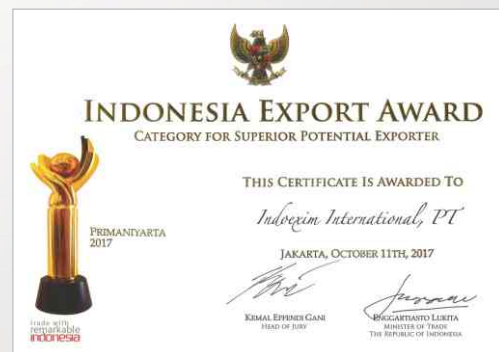 INDONESIA EXPORT AWARD
CATEGORY FOR SUPERIOR POTENTIAL EXPORTER
THIS CERTIFICATE IS AWARDED TO
Indoexim International, PT
PRIMANIYARTA
2017
JAKARTA, OCTOBER 11TH, 2017
KEMAL EFFENDI GANI
HEAD OF JURY
ENGGARTIASTO LUKITA
MINISTER OF TRADE
THE REPUBLIC OF INDONESIA
trade with
remarkable
indonesia